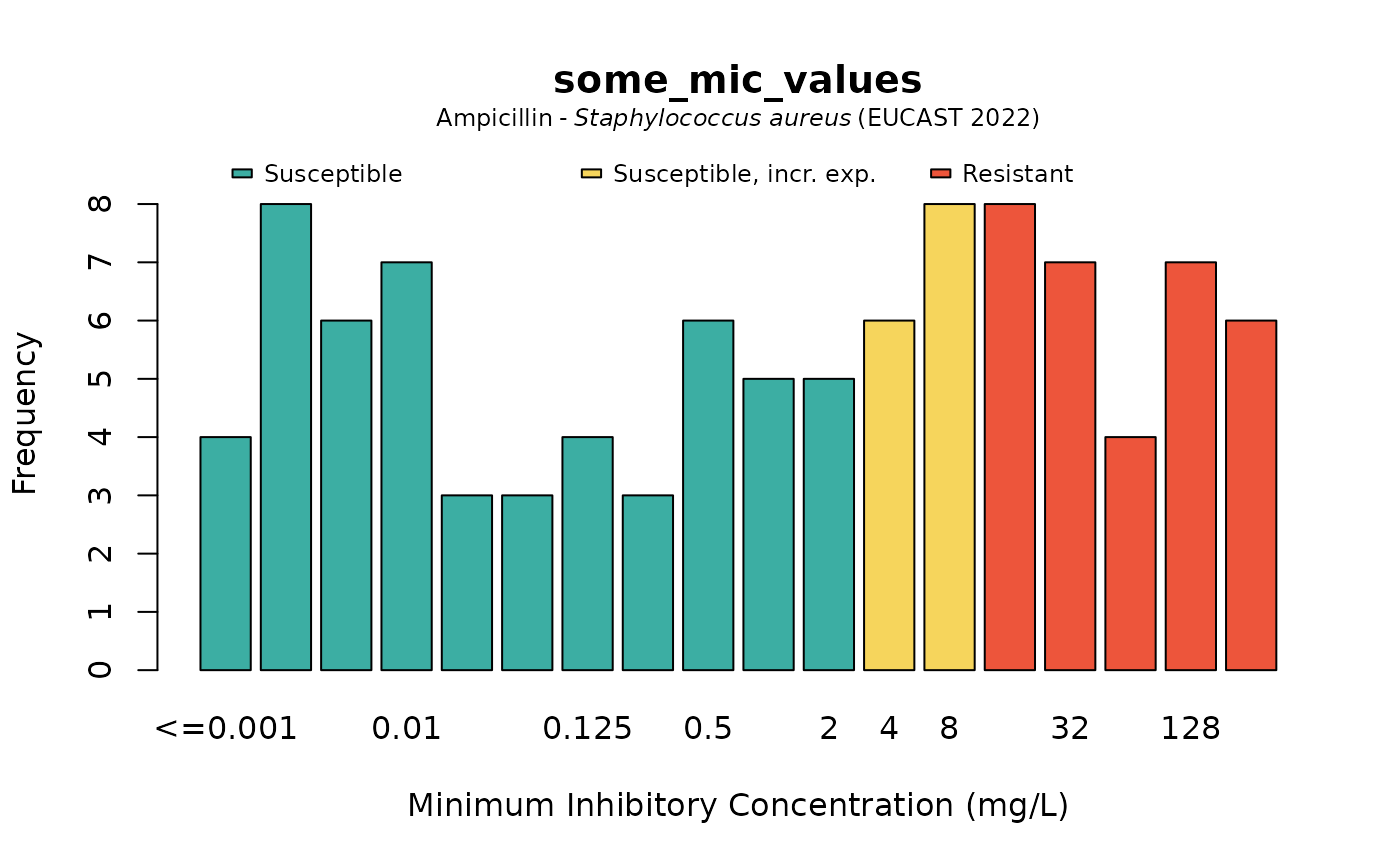 some_mic_values
Ampicillin - Staphylococcus aureus (EUCAST 2022)
Susceptible Susceptible, incr. exp. Resistant
8
7
6
5
4
3
2
1
0
Frequency
<=0.001 0.01 0.125 0.5 2 4 8 32 128
Minimum Inhibitory Concentration (mg/L)